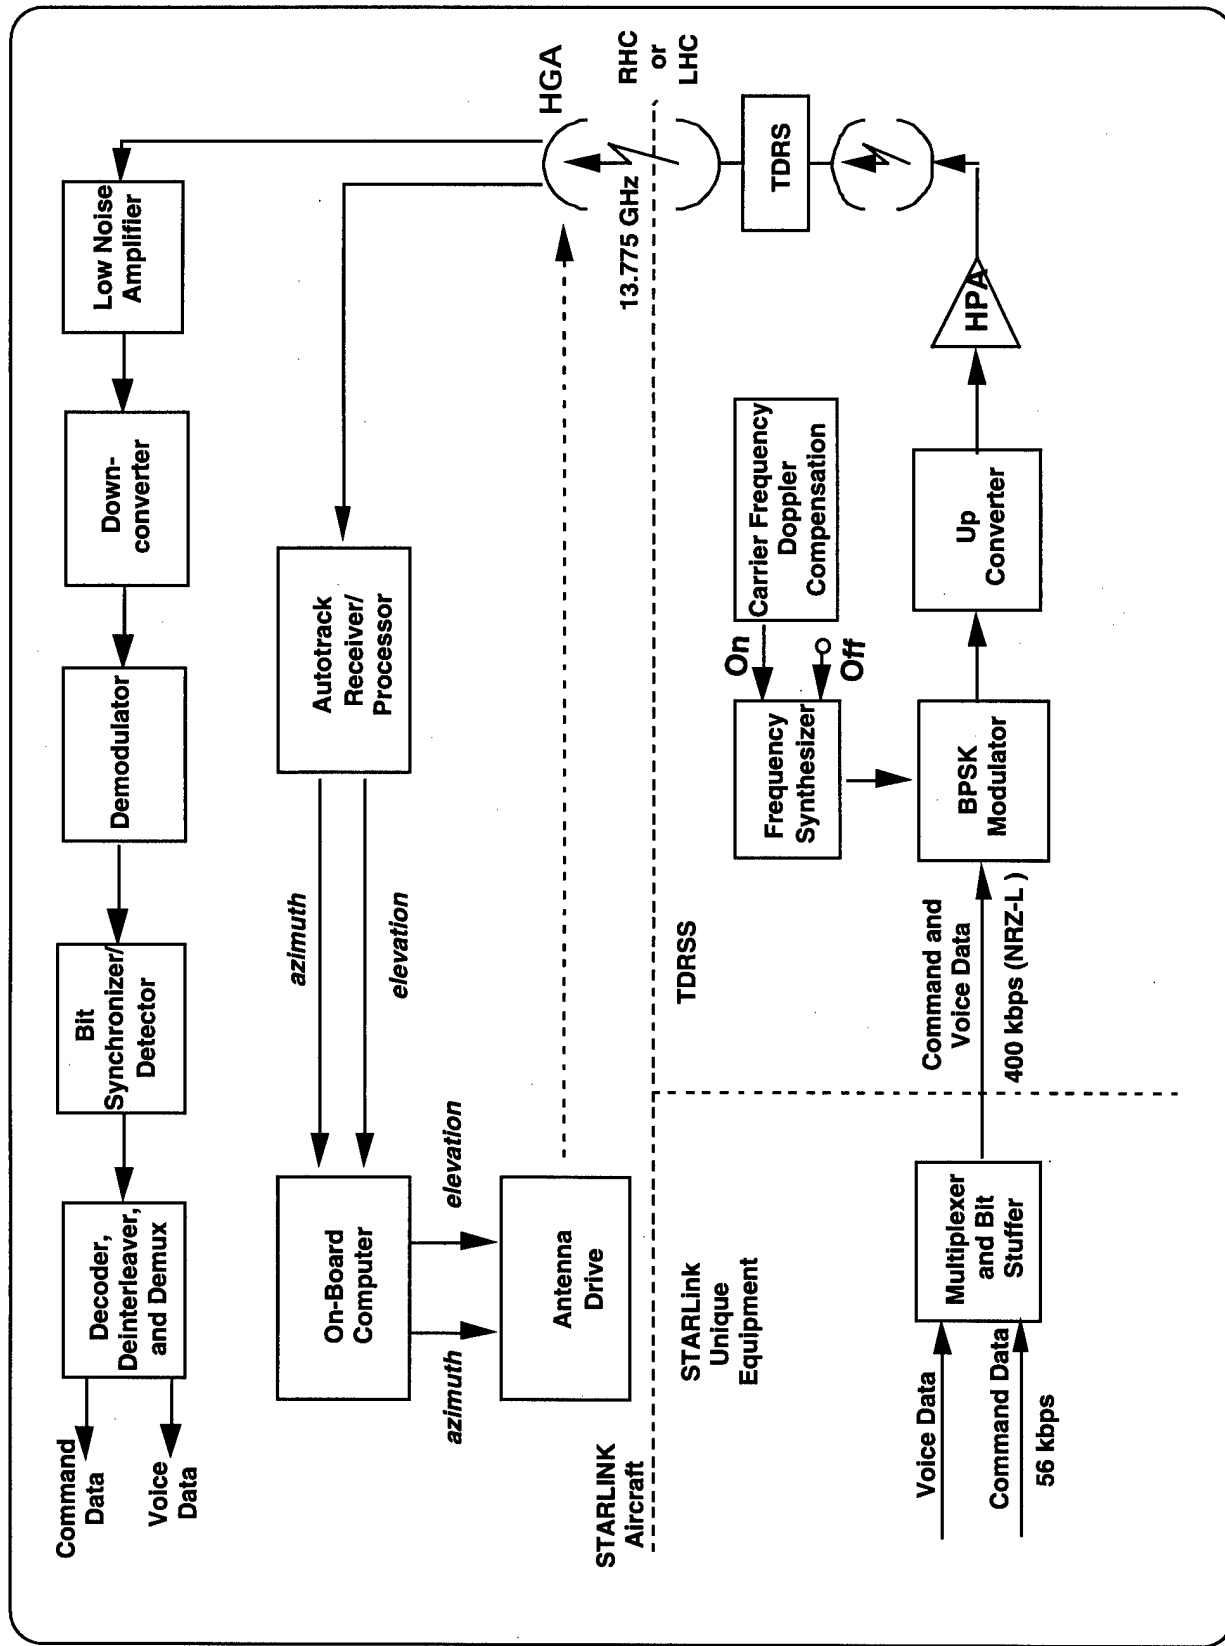 Command
Data
Voice
Data
Decoder,
Deinterleaver,
and Demux
Bit
Synchronizer/
Detector
Demodulator
Down-
converter
Low Noise
Amplifier
On-Board
Computer
azimuth
elevation
Autotrack
Receiver/
Processor
azimuth
elevation
Antenna
Drive
HGA
STARLINK
Aircraft
13.775 GHz
RHC
or
LHC
STARLink
Unique
Equipment
TDRSS
Frequency
Synthesizer
On
Off
Carrier Frequency
Doppler
Compensation
TDRS
Voice Data
Command Data
56 kbps
Multiplexer
and Bit
Stuffer
Command and
Voice Data
400 kbps (NRZ-L )
BPSK
Modulator
Up
Converter
HPA